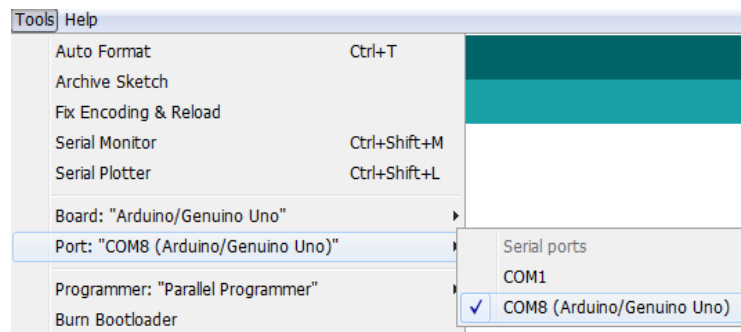 Tools Help
Auto Format Ctrl+T
Archive Sketch
Fix Encoding & Reload
Serial Monitor Ctrl+Shift+M
Serial Plotter Ctrl+Shift+L
Board: "Arduino/Genuino Uno"
Port: "COM8 (Arduino/Genuino Uno)"
Serial ports
COM1
COM8 (Arduino/Genuino Uno)
Programmer: "Parallel Programmer"
Burn Bootloader